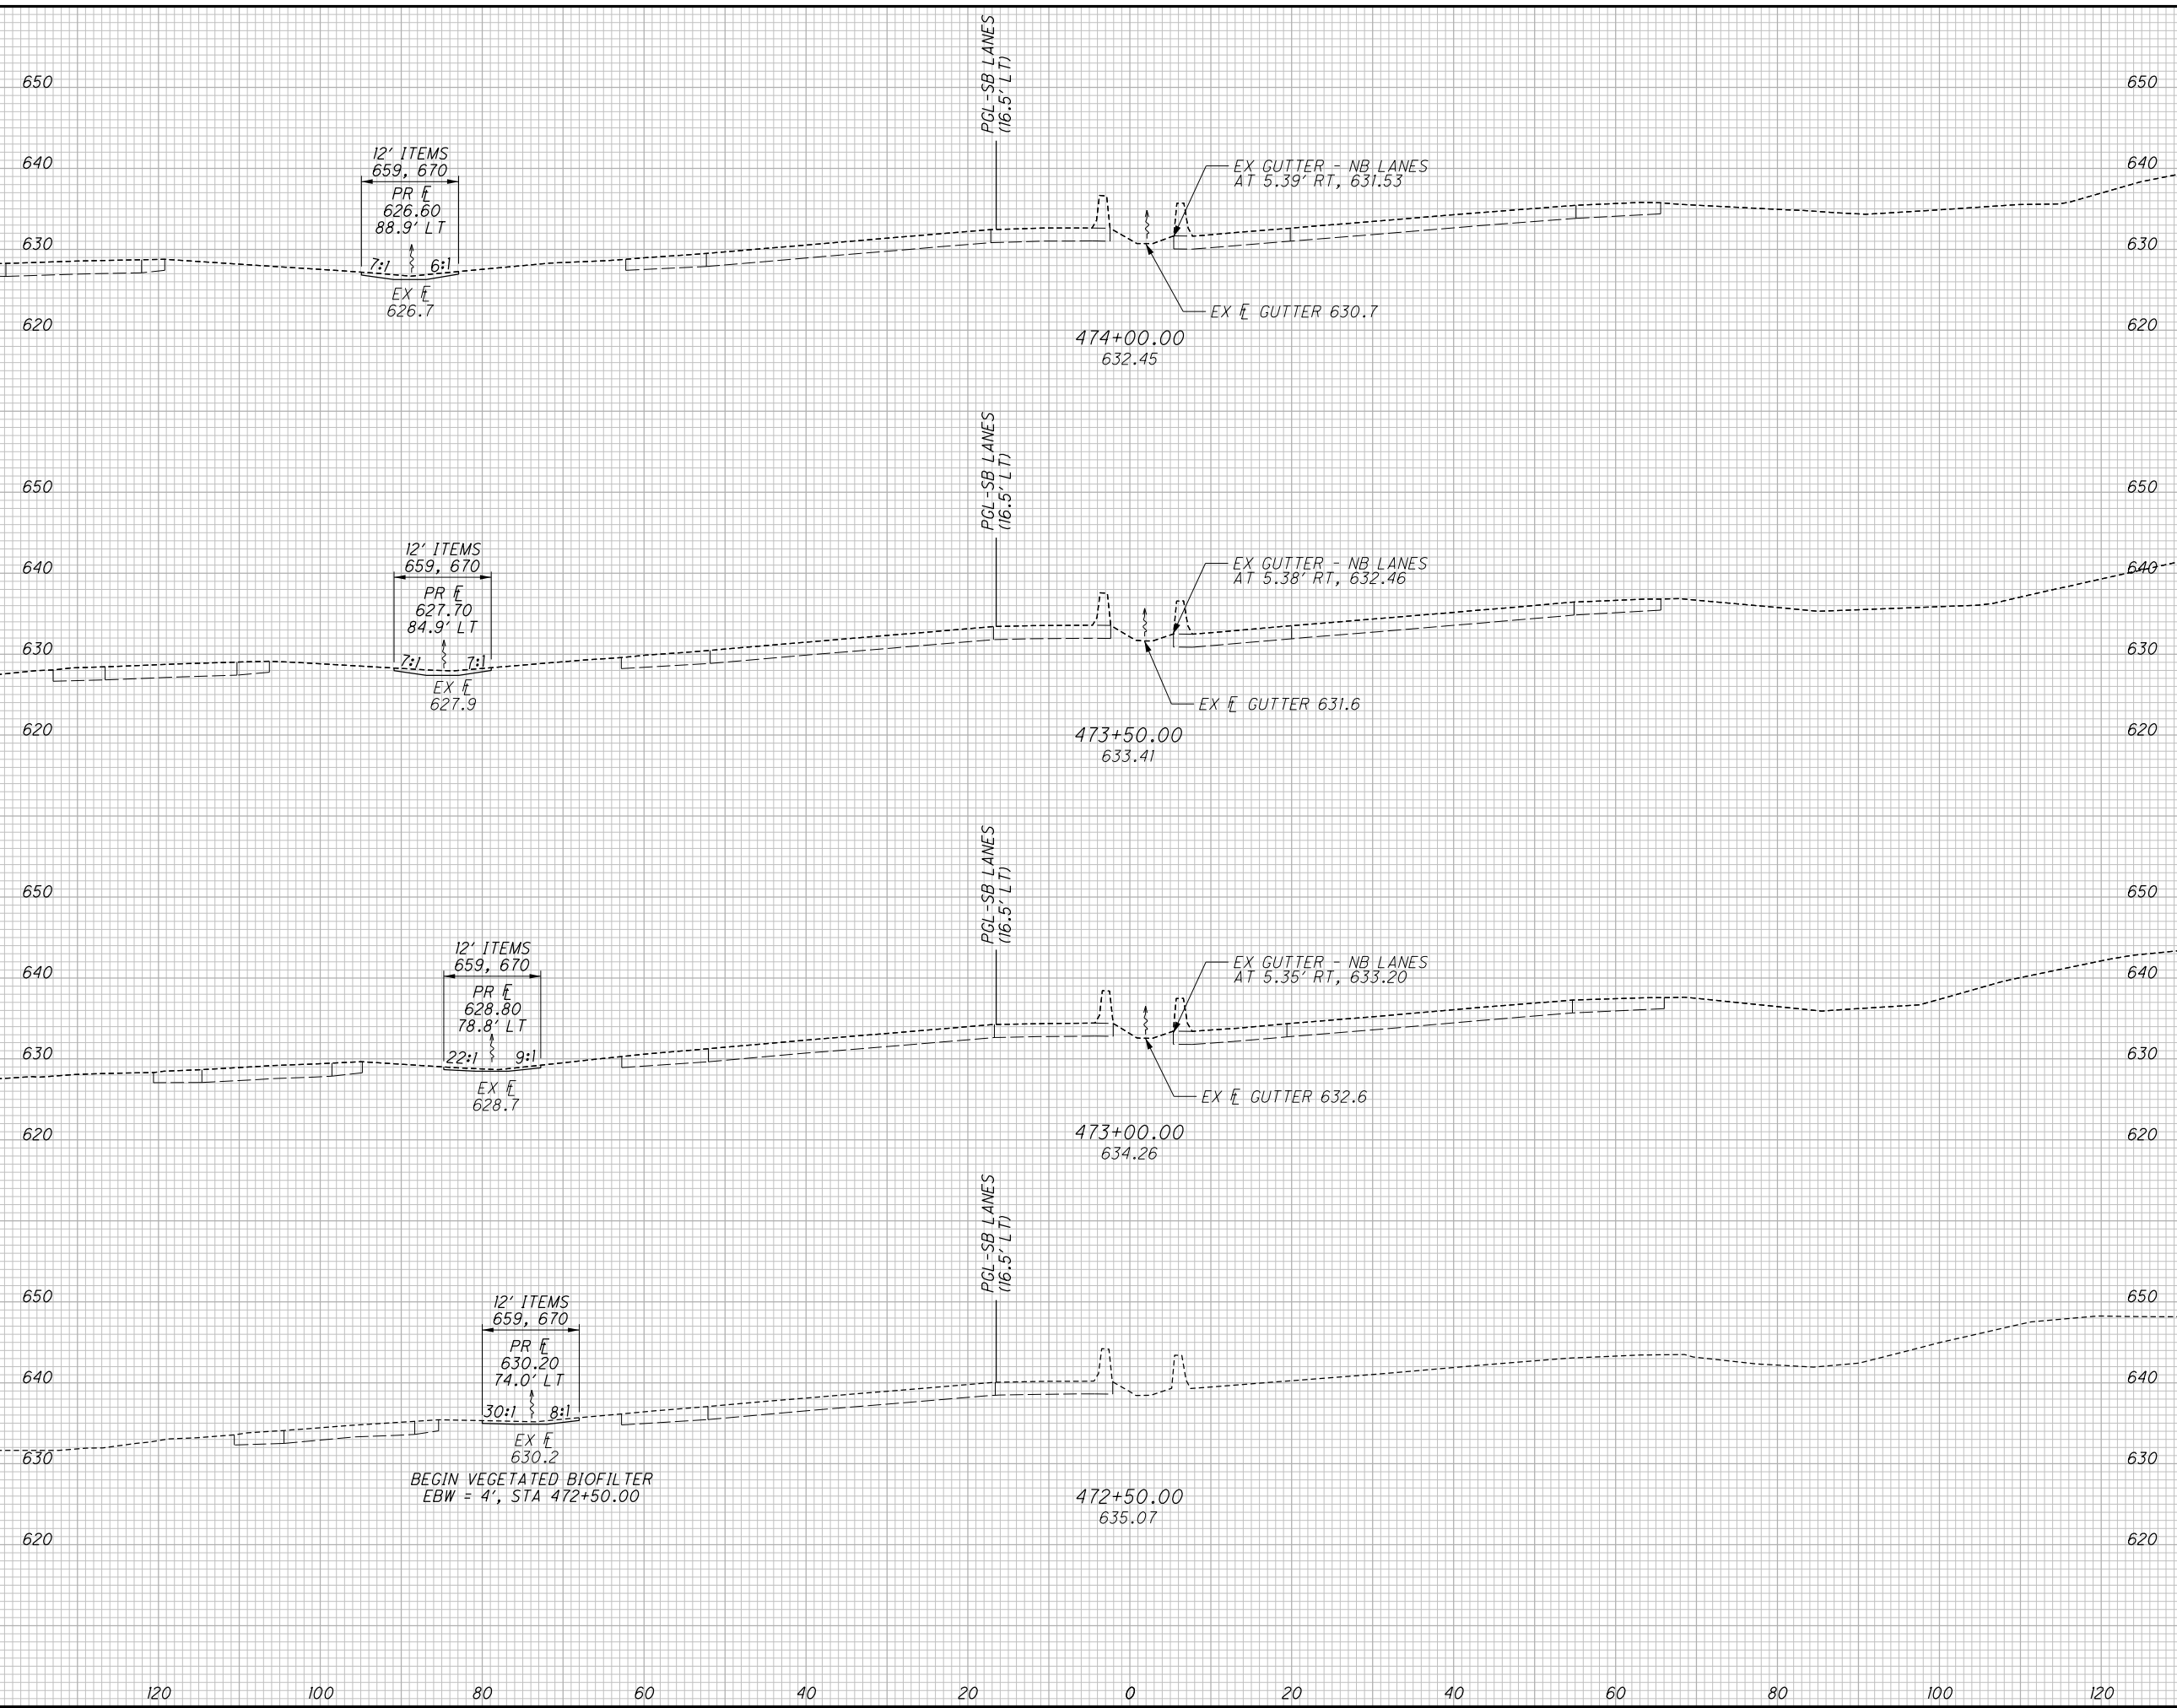 PGL-SB LANES
(16.5' LT)
650 650
12' ITEMS
659, 670
640 640
EX GUTTER - NB LANES
AT 5.39' RT, 631.53
PR ℄
626.60
88.9' LT
630 630
7:1 6:1
EX ℄
626.7
EX ℄ GUTTER 630.7
620 620
474+00.00
632.45
PGL-SB LANES
(16.5' LT)
650 650
12' ITEMS
659, 670
640 640
EX GUTTER - NB LANES
AT 5.38' RT, 632.46
PR ℄
627.70
84.9' LT
630 630
7:1 7:1
EX ℄
627.9
EX ℄ GUTTER 631.6
620 620
473+50.00
633.41
PGL-SB LANES
(16.5' LT)
650 650
12' ITEMS
659, 670
640 640
EX GUTTER - NB LANES
AT 5.35' RT, 633.20
PR ℄
628.80
78.8' LT
630 630
22:1 9:1
EX ℄
628.7
EX ℄ GUTTER 632.6
620 620
473+00.00
634.26
PGL-SB LANES
(16.5' LT)
650 650
12' ITEMS
659, 670
PR ℄
630.20
74.0' LT
640 640
30:1 8:1
EX ℄
630.2
630 630
BEGIN VEGETATED BIOFILTER
EBW = 4', STA 472+50.00
472+50.00
635.07
620 620
120 100 80 60 40 20 0 20 40 60 80 100 120